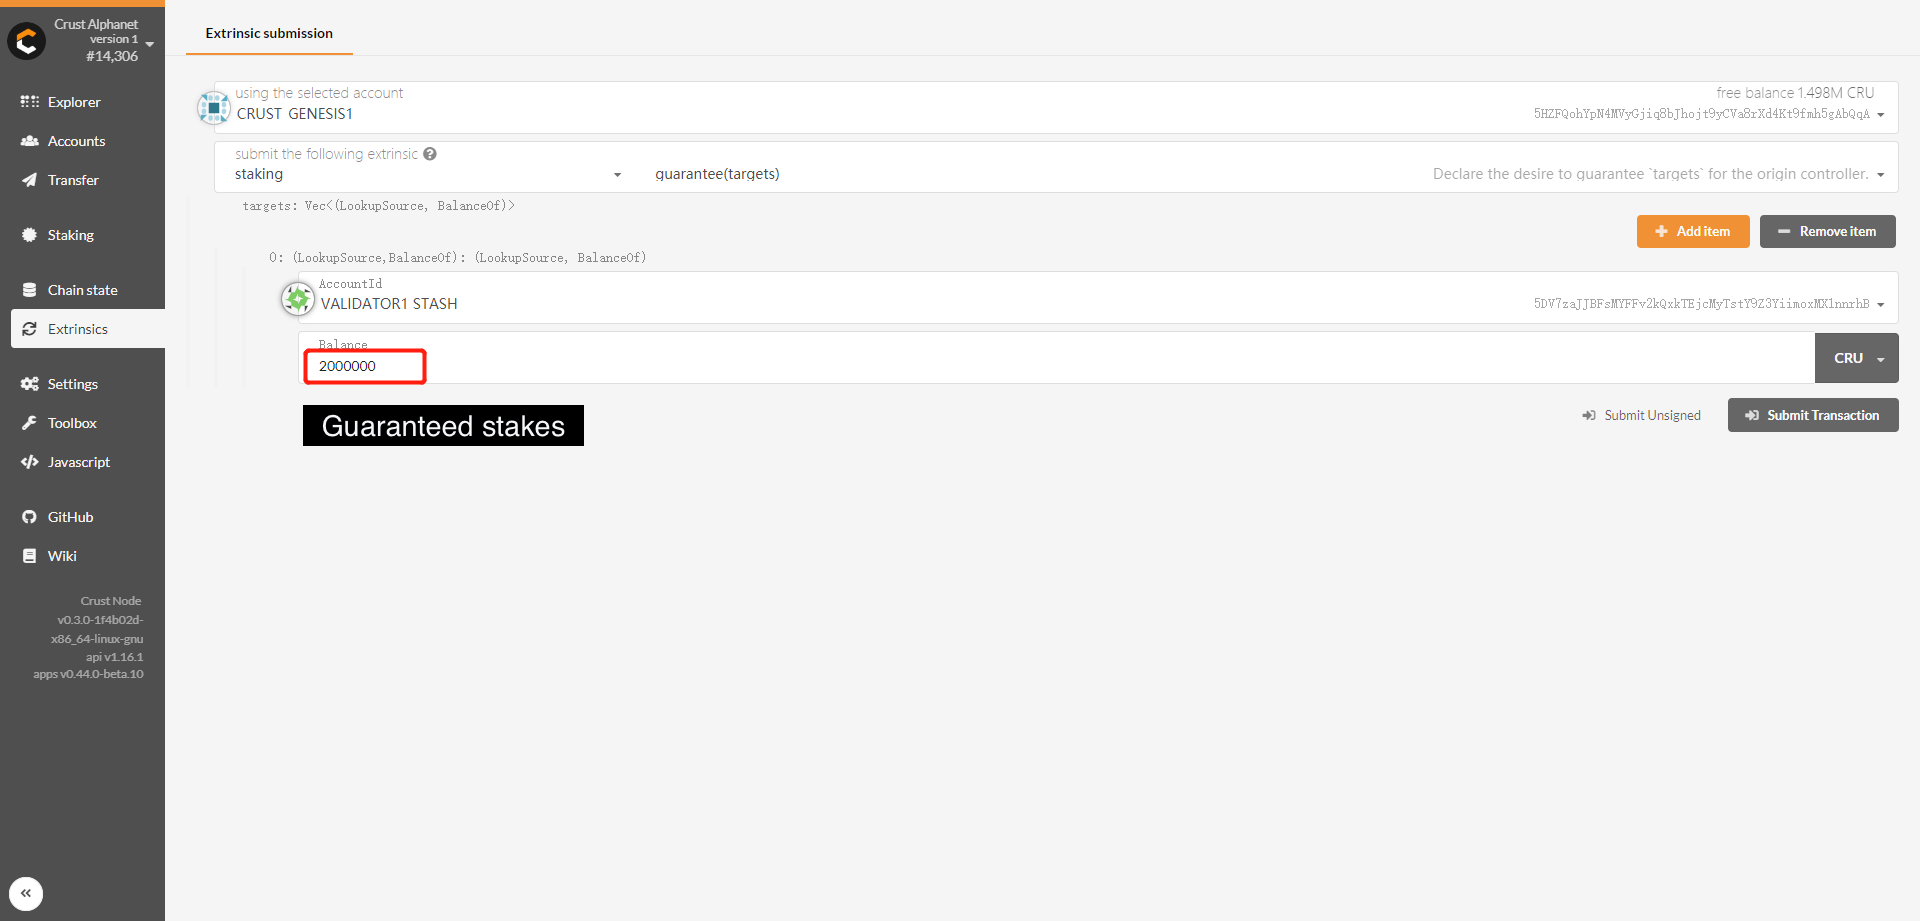 Crust Alphanet
version 1
#14,306
Explorer
Accounts
Transfer
Staking
Chain state
Extrinsics
Settings
Toolbox
Javascript
GitHub
Wiki
Crust Node
v0.3.0-1f4b02d-
x86_64-linux-gnu
api v1.16.1
apps v0.44.0-beta.10
Extrinsic submission
using the selected account
free balance 1.498M CRU
CRUST GENESIS1
5HZFQohYpN4MVyGjiq8bJhojt9yCVa8rXd4Kt9fmh5gAbQqA
submit the following extrinsic
staking
guarantee(targets)
Declare the desire to guarantee `targets` for the origin controller.
targets: Vec<(LookupSource, BalanceOf)>
Add item
Remove item
0: (LookupSource,BalanceOf): (LookupSource, BalanceOf)
AccountId
VALIDATOR1 STASH
5DV7zaJJBFsMYFFv2kQxkTEjcMyTstY9Z3YiimoxMX1nnrhB
Balance
2000000
CRU
Guaranteed stakes
Submit Unsigned
Submit Transaction